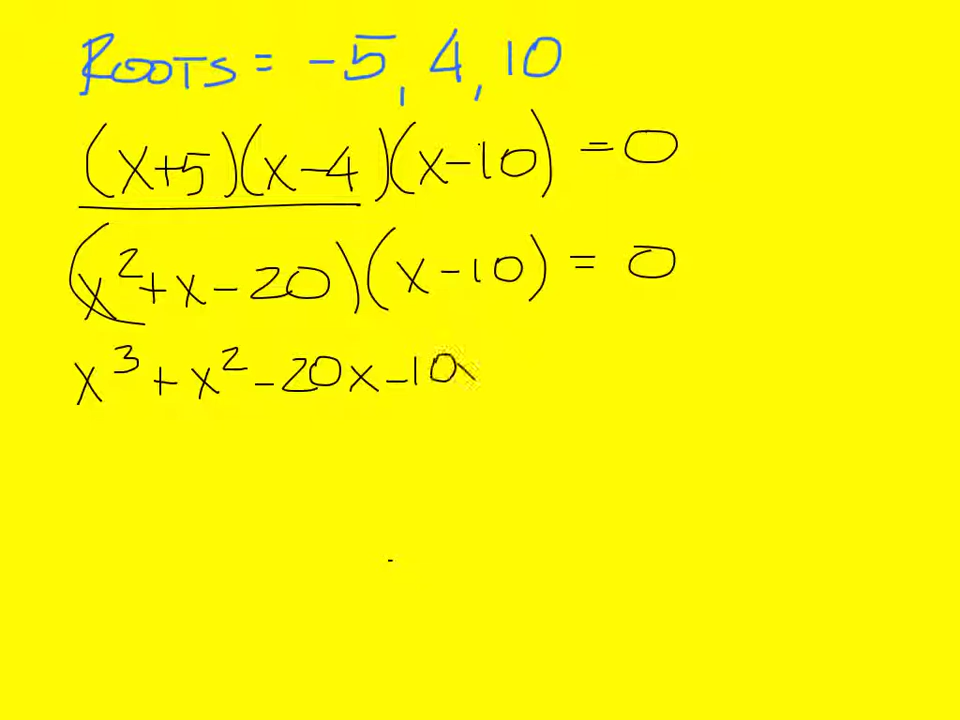 ROOTS = -5, 4, 10
(x+5)(x-4)(x-10) = 0
(x²+x-20)(x-10) = 0
x³+x²-20x-10